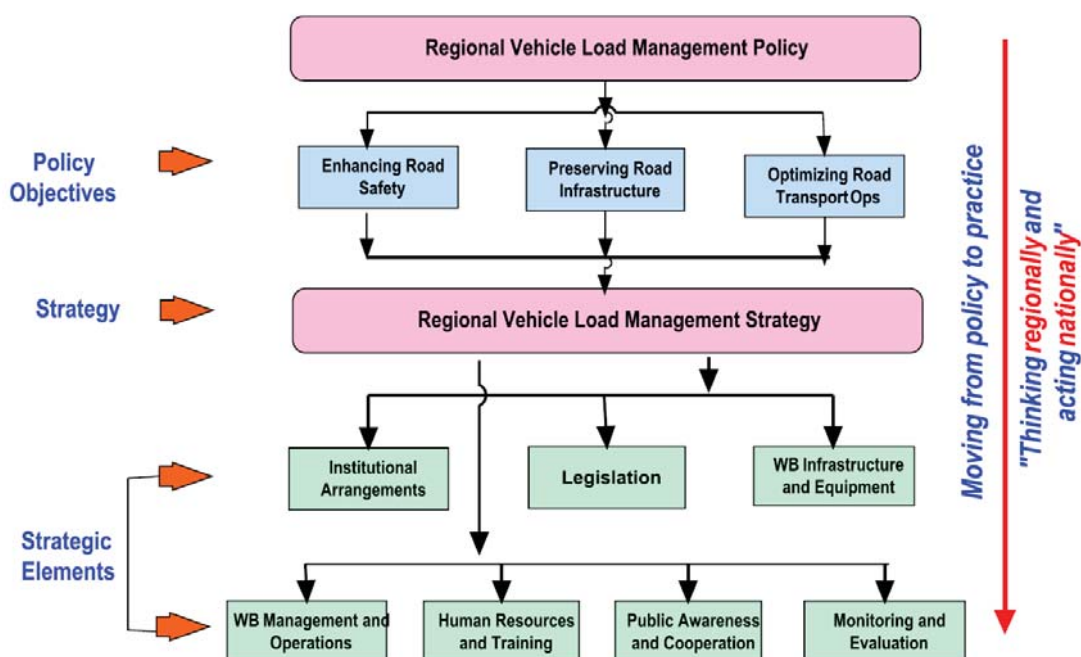 Regional Vehicle Load Management Policy
Policy
Objectives
Enhancing Road
Safety
Preserving Road
Infrastructure
Optimizing Road
Transport Ops
Strategy
Regional Vehicle Load Management Strategy
Strategic
Elements
Institutional
Arrangements
Legislation
WB Infrastructure
and Equipment
WB Management and
Operations
Human Resources
and Training
Public Awareness
and Cooperation
Monitoring and
Evaluation
Moving from policy to practice
"Thinking regionally and
acting nationally"